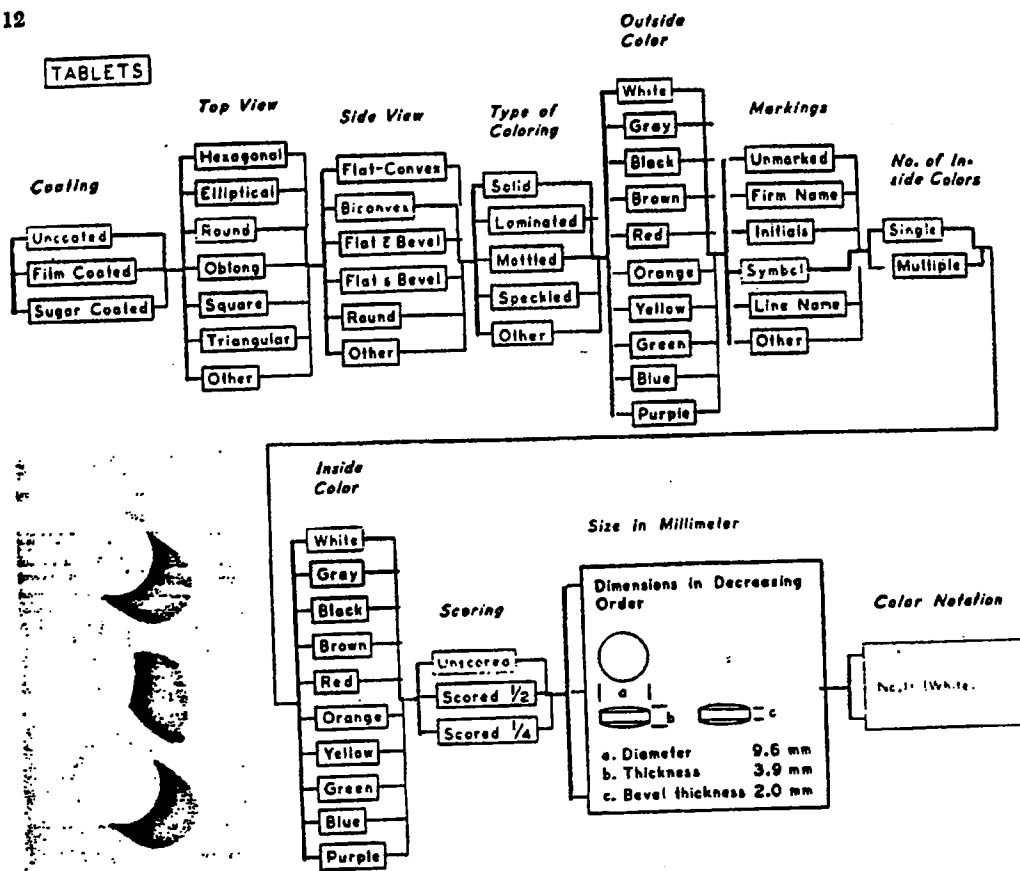 12
TABLETS
Coating
Uncoated
Film Coated
Sugar Coated
Top View
Hexagonal
Elliptical
Round
Oblong
Square
Triangular
Other
Side View
Flat-Convex
Biconvex
Flat c̄ Bevel
Flat s Bevel
Round
Other
Type of
Coloring
Solid
Laminated
Mottled
Speckled
Other
Outside
Color
White
Gray
Black
Brown
Red
Orange
Yellow
Green
Blue
Purple
Markings
Unmarked
Firm Name
Initials
Symbol
Line Name
Other
No. of In-
side Colors
Single
Multiple
Inside
Color
White
Gray
Black
Brown
Red
Orange
Yellow
Green
Blue
Purple
Scoring
Unscored
Scored 1/2
Scored 1/4
Size in Millimeter
Dimensions in Decreasing
Order
a
b
c
a. Diameter 9.6 mm
b. Thickness 3.9 mm
c. Bevel thickness 2.0 mm
Color Notation
White.